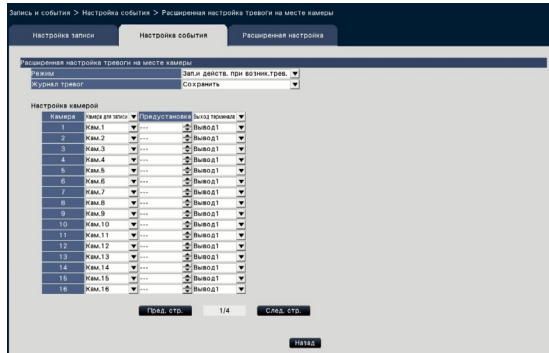 Запись и события > Настройка события > Расширенная настройка тревоги на месте камеры
Настройка записи Настройка события Расширенная настройка
Расширенная настройка тревоги на месте камеры
Режим Зап.и действ. при возник.трев.
Журнал тревог Сохранить
Настройка камерой
Камера Камера для записи Предустановка Выход терминала
1 Кам.1 --- Вывод1
2 Кам.2 --- Вывод1
3 Кам.3 --- Вывод1
4 Кам.4 --- Вывод1
5 Кам.5 --- Вывод1
6 Кам.6 --- Вывод1
7 Кам.7 --- Вывод1
8 Кам.8 --- Вывод1
9 Кам.9 --- Вывод1
10 Кам.10 --- Вывод1
11 Кам.11 --- Вывод1
12 Кам.12 --- Вывод1
13 Кам.13 --- Вывод1
14 Кам.14 --- Вывод1
15 Кам.15 --- Вывод1
16 Кам.16 --- Вывод1
Пред. стр. 1/4 След. стр.
Назад